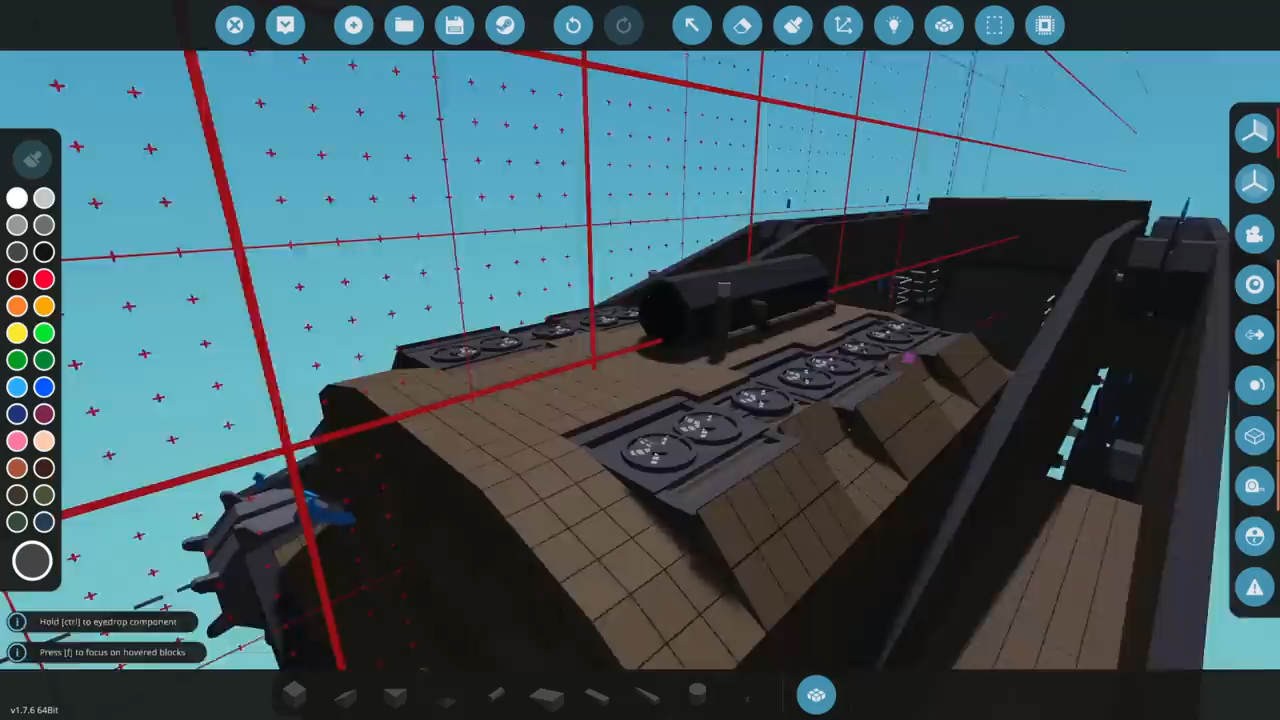 Hold [ctrl] to eyedrop component
Press [f] to focus on hovered blocks
v1.7.6 64Bit